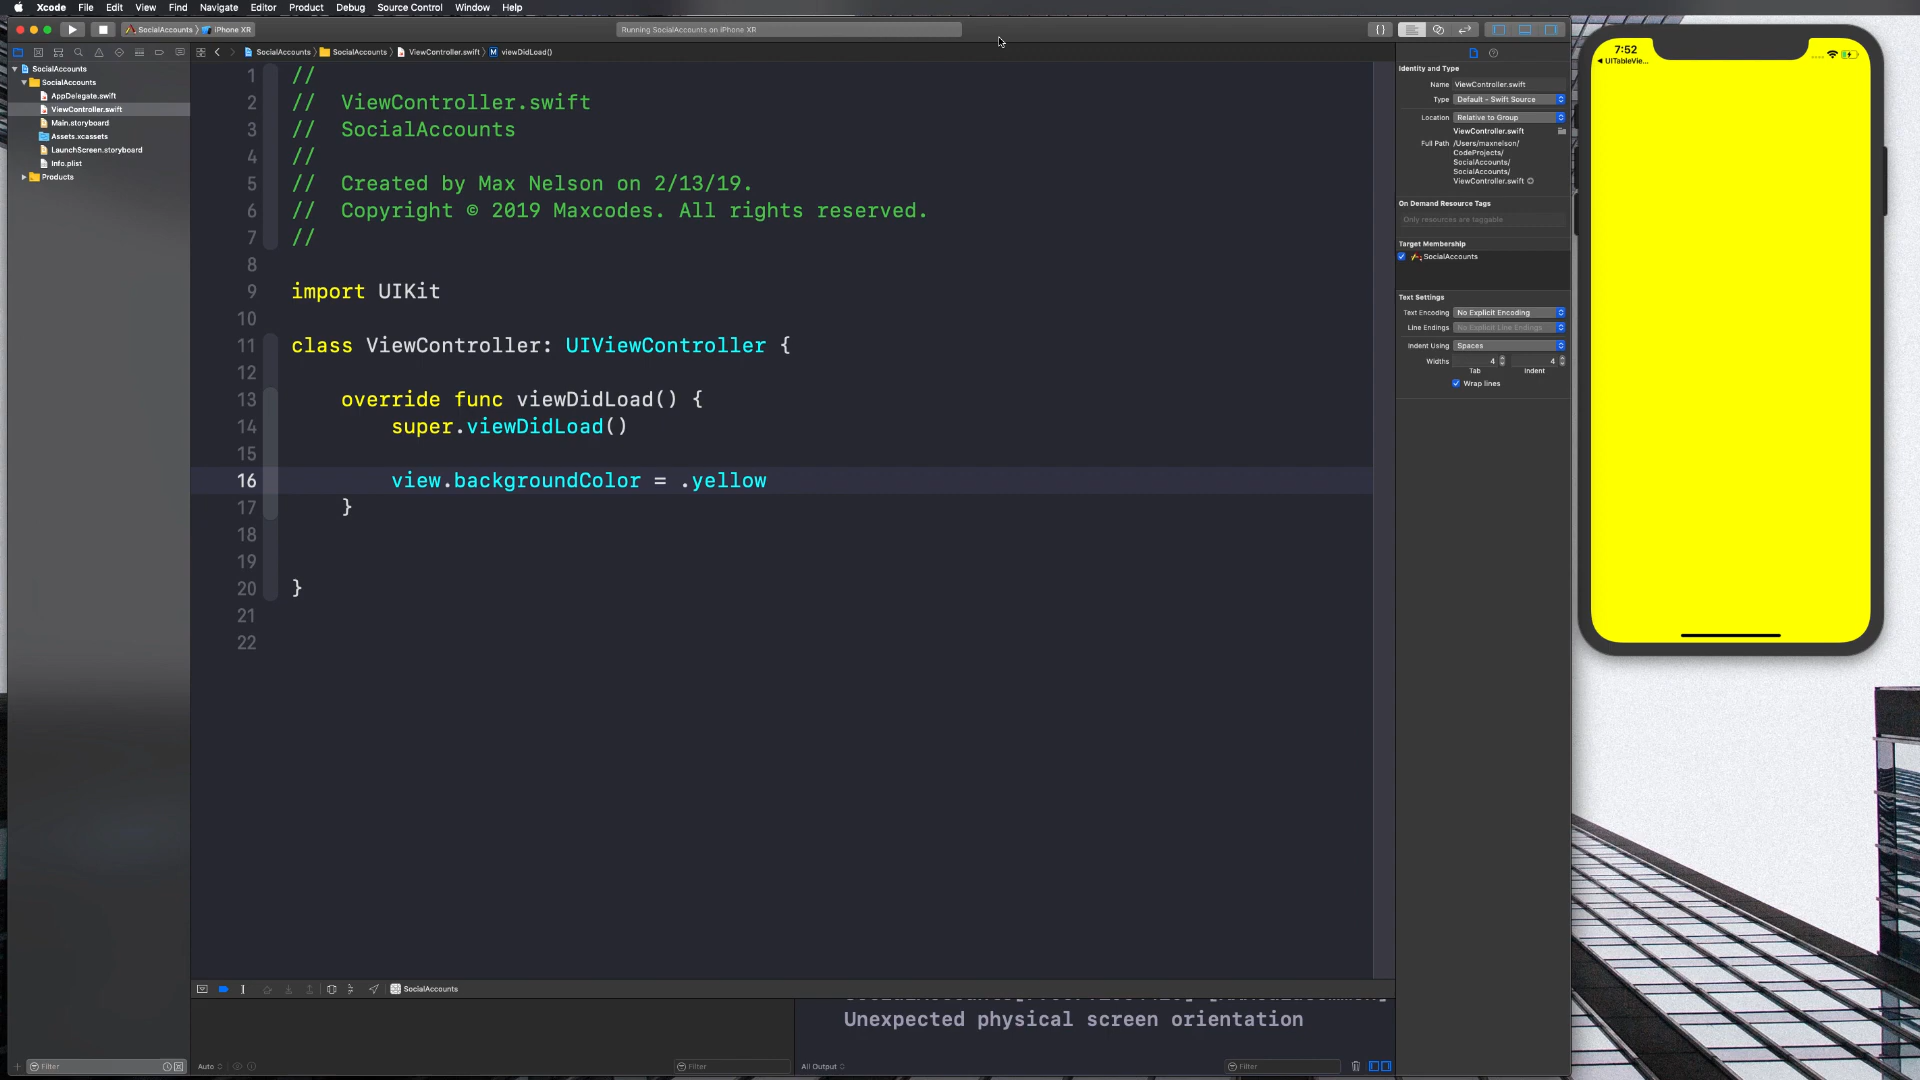 Xcode File Edit View Find Navigate Editor Product Debug Source Control Window Help
SocialAccounts iPhone XR
Running SocialAccounts on iPhone XR
SocialAccounts SocialAccounts ViewController.swift M viewDidLoad()
SocialAccounts
SocialAccounts
AppDelegate.swift
ViewController.swift
Main.storyboard
Assets.xcassets
LaunchScreen.storyboard
Info.plist
Products
1 //
2 // ViewController.swift
3 // SocialAccounts
4 //
5 // Created by Max Nelson on 2/13/19.
6 // Copyright © 2019 Maxcodes. All rights reserved.
7 //
8
9 import UIKit
10
11 class ViewController: UIViewController {
12
13 override func viewDidLoad() {
14 super.viewDidLoad()
15
16 view.backgroundColor = .yellow
17 }
18
19
20 }
21
22
Identity and Type
Name ViewController.swift
Type Default - Swift Source
Location Relative to Group
ViewController.swift
Full Path /Users/maxnelson/
CodeProjects/
SocialAccounts/
SocialAccounts/
ViewController.swift
On Demand Resource Tags
Only resources are taggable
Target Membership
SocialAccounts
Text Settings
Text Encoding No Explicit Encoding
Line Endings No Explicit Line Endings
Indent Using Spaces
Widths 4 4
Tab Indent
Wrap lines
7:52
UITableVie...
SocialAccounts
Unexpected physical screen orientation
Filter
Auto
Filter
All Output
Filter